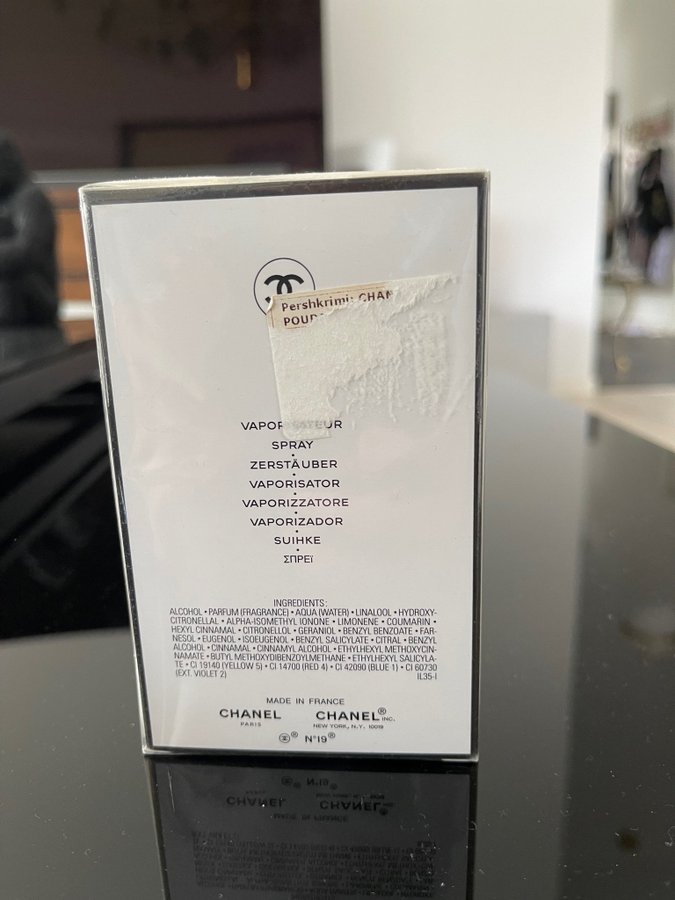 Pershkrimi: CHAN
POUD
VAPORISATEUR
SPRAY
ZERSTÄUBER
VAPORISATOR
VAPORIZZATORE
VAPORIZADOR
SUIHKE
ΣΠΡΕΪ
INGREDIENTS:
ALCOHOL • PARFUM (FRAGRANCE) • AQUA (WATER) • LINALOOL • HYDROXY-
CITRONELLAL • ALPHA-ISOMETHYL IONONE • LIMONENE • COUMARIN •
HEXYL CINNAMAL • CITRONELLOL • GERANIOL • BENZYL BENZOATE • FAR-
NESOL • EUGENOL • ISOEUGENOL • BENZYL SALICYLATE • CITRAL • BENZYL
ALCOHOL • CINNAMAL • CINNAMYL ALCOHOL • ETHYLHEXYL METHOXYCIN-
NAMATE • BUTYL METHOXYDIBENZOYLMETHANE • ETHYLHEXYL SALICYLA-
TE • CI 19140 (YELLOW 5) • CI 14700 (RED 4) • CI 42090 (BLUE 1) • CI 60730
(EXT. VIOLET 2) IL35-I
MADE IN FRANCE
CHANEL CHANEL® INC.
PARIS NEW YORK, N.Y. 10019
® N°19®